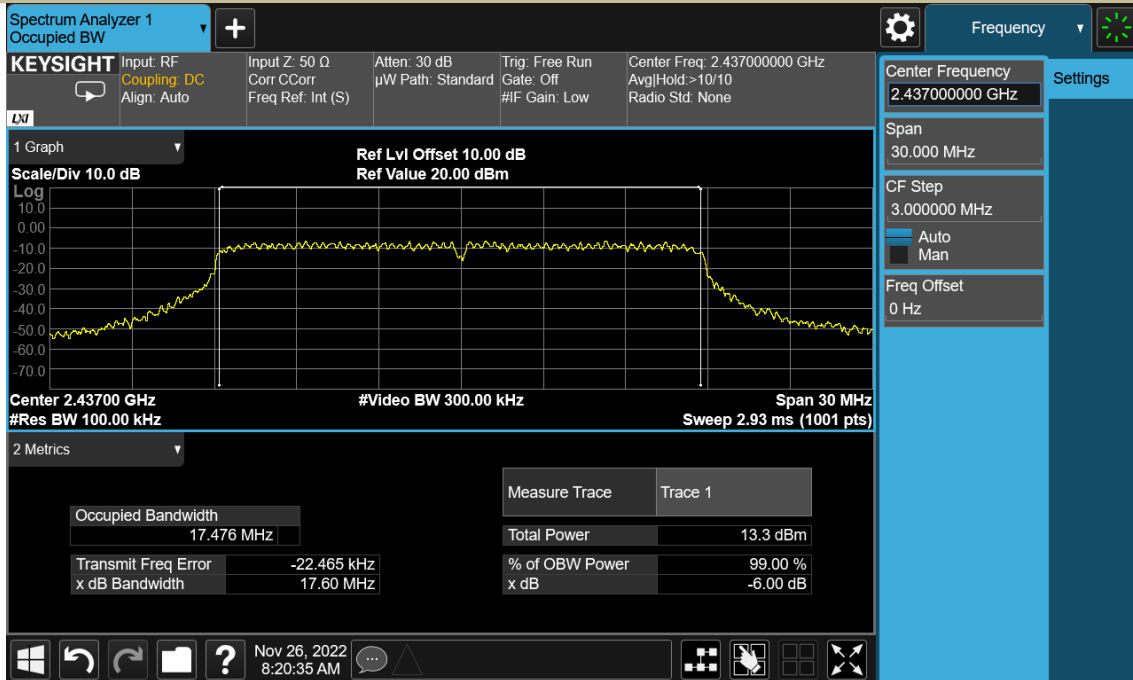 Spectrum Analyzer 1
Occupied BW
▼
+
Frequency
▼
KEYSIGHT
LXI
Input: RF
Coupling: DC
Align: Auto
Input Z: 50 Ω
Corr CCorr
Freq Ref: Int (S)
Atten: 30 dB
µW Path: Standard
Trig: Free Run
Gate: Off
#IF Gain: Low
Center Freq: 2.437000000 GHz
Avg|Hold:>10/10
Radio Std: None
Center Frequency
2.437000000 GHz
Settings
Span
30.000 MHz
CF Step
3.000000 MHz
Auto
Man
Freq Offset
0 Hz
1 Graph
▼
Scale/Div 10.0 dB
Ref Lvl Offset 10.00 dB
Ref Value 20.00 dBm
Log
10.0
0.00
-10.0
-20.0
-30.0
-40.0
-50.0
-60.0
-70.0
Center 2.43700 GHz
#Video BW 300.00 kHz
Span 30 MHz
#Res BW 100.00 kHz
Sweep 2.93 ms (1001 pts)
2 Metrics
▼
Measure Trace
Trace 1
Occupied Bandwidth
17.476 MHz
Total Power
13.3 dBm
Transmit Freq Error
-22.465 kHz
% of OBW Power
99.00 %
x dB Bandwidth
17.60 MHz
x dB
-6.00 dB
?
Nov 26, 2022
8:20:35 AM